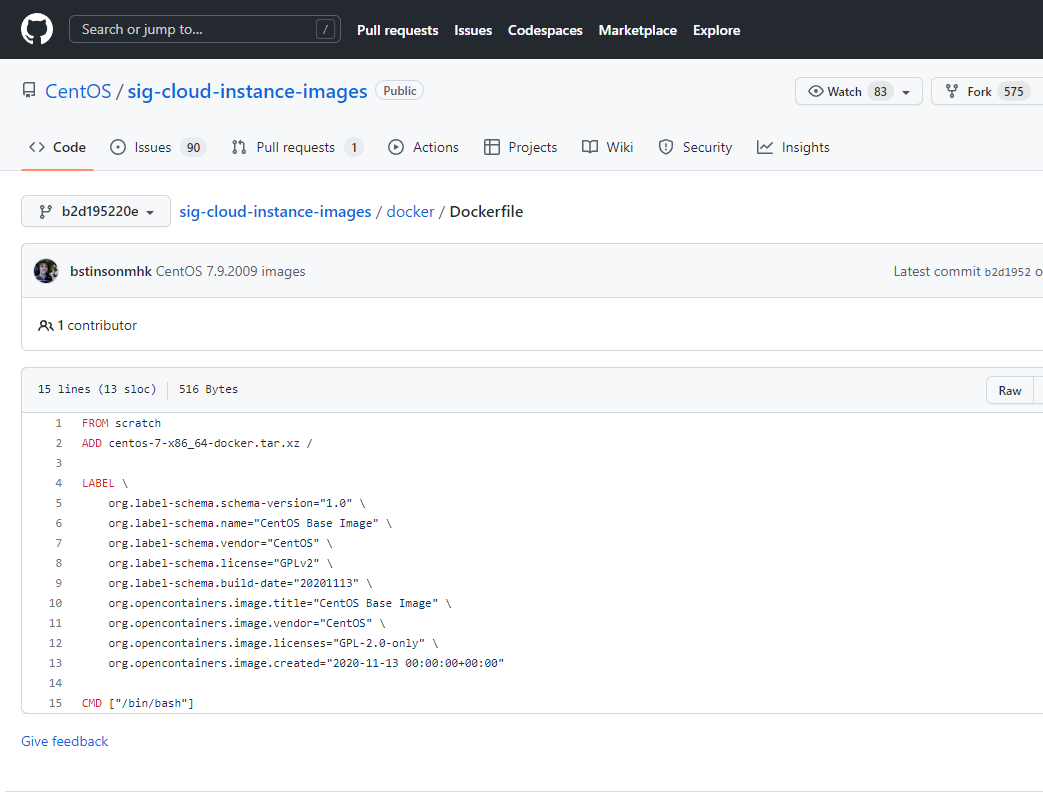 Search or jump to... /
Pull requests Issues Codespaces Marketplace Explore
CentOS / sig-cloud-instance-images Public
Watch 83
Fork 575
Code Issues 90 Pull requests 1 Actions Projects Wiki Security Insights
b2d195220e
sig-cloud-instance-images / docker / Dockerfile
bstinsonmhk CentOS 7.9.2009 images
Latest commit b2d1952 o
1 contributor
15 lines (13 sloc) 516 Bytes
Raw
1 FROM scratch
2 ADD centos-7-x86_64-docker.tar.xz /
3
4 LABEL \
5 org.label-schema.schema-version="1.0" \
6 org.label-schema.name="CentOS Base Image" \
7 org.label-schema.vendor="CentOS" \
8 org.label-schema.license="GPLv2" \
9 org.label-schema.build-date="20201113" \
10 org.opencontainers.image.title="CentOS Base Image" \
11 org.opencontainers.image.vendor="CentOS" \
12 org.opencontainers.image.licenses="GPL-2.0-only" \
13 org.opencontainers.image.created="2020-11-13 00:00:00+00:00"
14
15 CMD ["/bin/bash"]
Give feedback